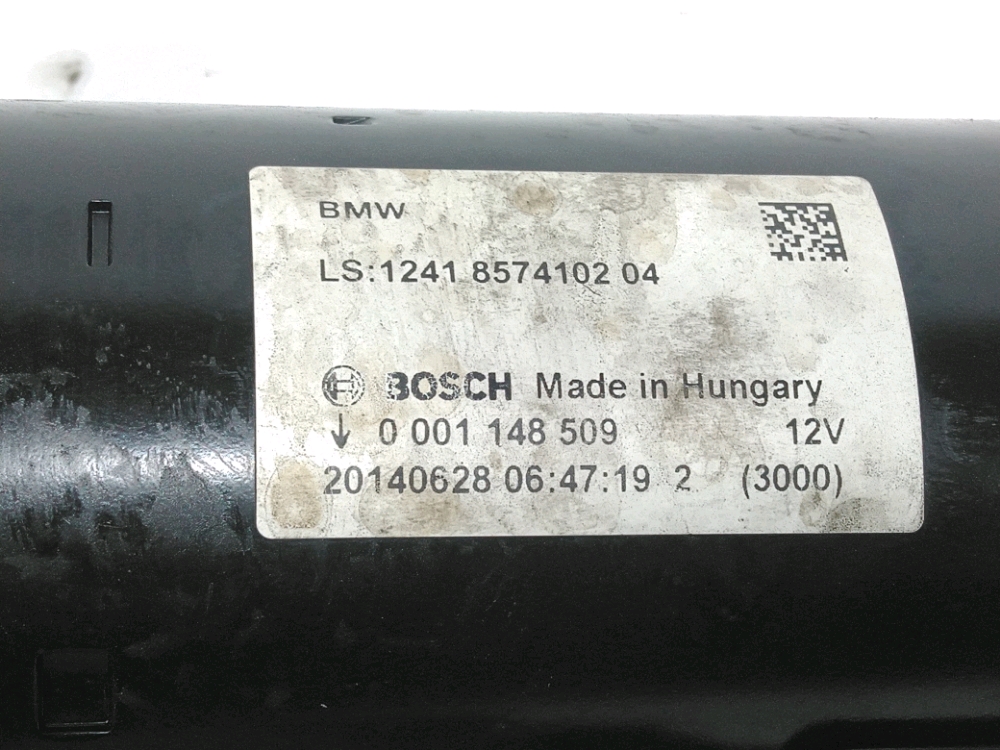 BMW
LS:1241 8574102 04
BOSCH Made in Hungary
0 001 148 509 12V
20140628 06:47:19 2 (3000)